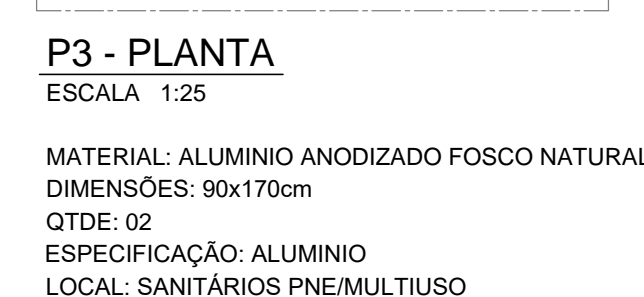 P3 - PLANTA
ESCALA 1:25
MATERIAL: ALUMINIO ANODIZADO FOSCO NATURAL
DIMENSÕES: 90x170cm
QTDE: 02
ESPECIFICAÇÃO: ALUMINIO
LOCAL: SANITÁRIOS PNE/MULTIUSO